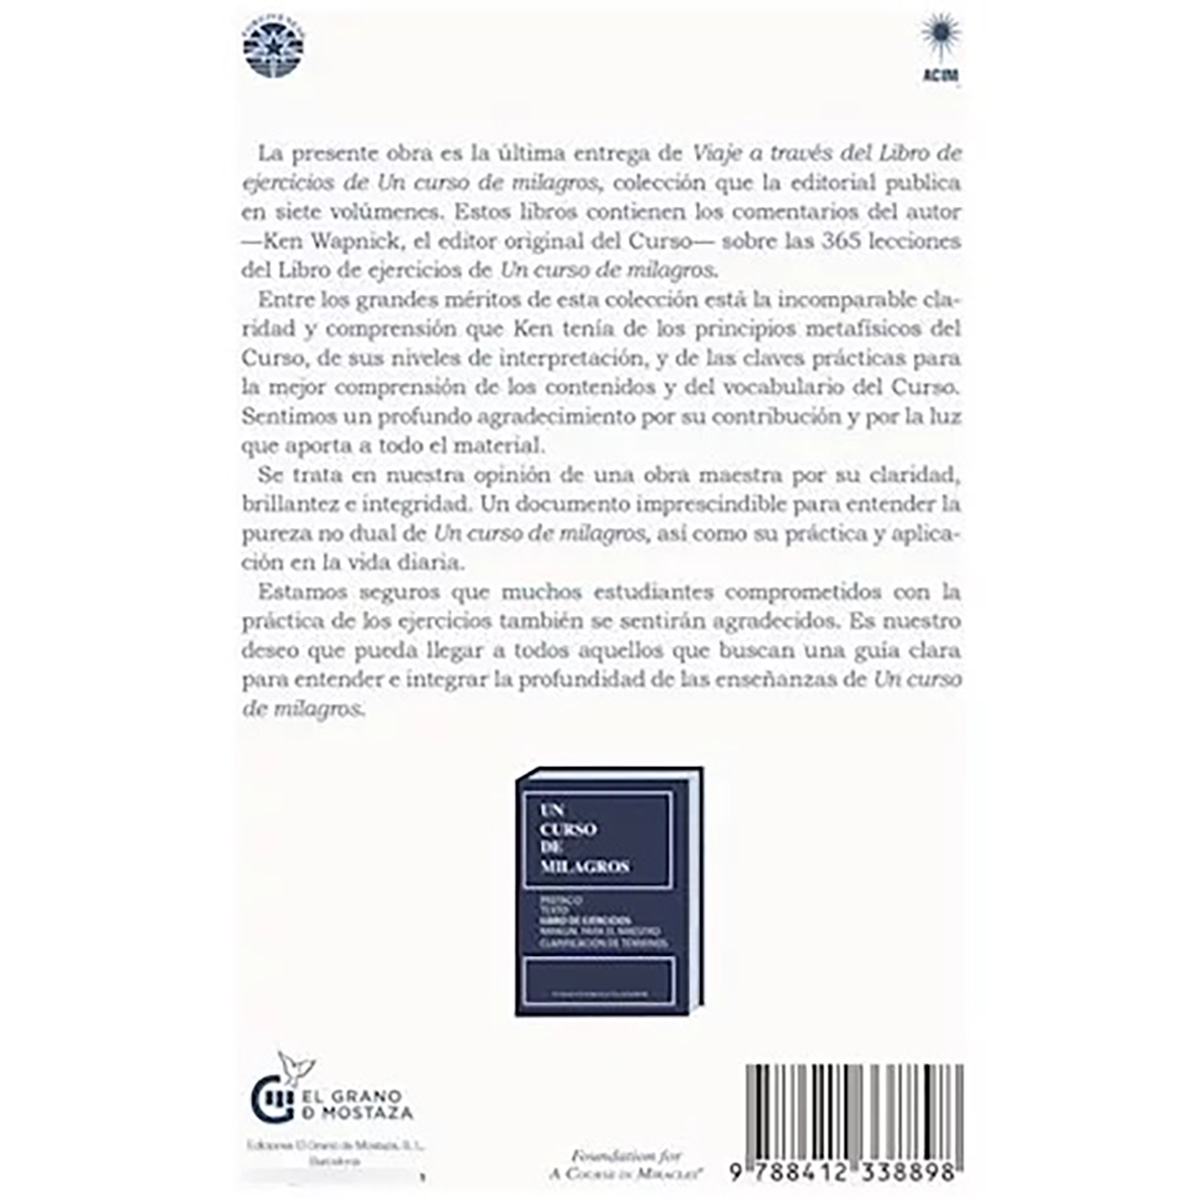 ACIM
La presente obra es la última entrega de Viaje a través del Libro de
ejercicios de Un curso de milagros, colección que la editorial publica
en siete volúmenes. Estos libros contienen los comentarios del autor
—Ken Wapnick, el editor original del Curso— sobre las 365 lecciones
del Libro de ejercicios de Un curso de milagros.
Entre los grandes méritos de esta colección está la incomparable cla-
ridad y comprensión que Ken tenía de los principios metafísicos del
Curso, de sus niveles de interpretación, y de las claves prácticas para
la mejor comprensión de los contenidos y del vocabulario del Curso.
Sentimos un profundo agradecimiento por su contribución y por la luz
que aporta a todo el material.
Se trata en nuestra opinión de una obra maestra por su claridad,
brillantez e integridad. Un documento imprescindible para entender la
pureza no dual de Un curso de milagros, así como su práctica y aplica-
ción en la vida diaria.
Estamos seguros que muchos estudiantes comprometidos con la
práctica de los ejercicios también se sentirán agradecidos. Es nuestro
deseo que pueda llegar a todos aquellos que buscan una guía clara
para entender e integrar la profundidad de las enseñanzas de Un curso
de milagros.
UN
CURSO
DE
MILAGROS
PREFACIO
TEXTO
LIBRO DE EJERCICIOS
MANUAL PARA EL MAESTRO
CLARIFICACIÓN DE TÉRMINOS
EL GRANO
D MOSTAZA
Ediciones El Grano de Mostaza, S. L.
Barcelona
Foundation for
A COURSE IN MIRACLES®
9 788412 338898